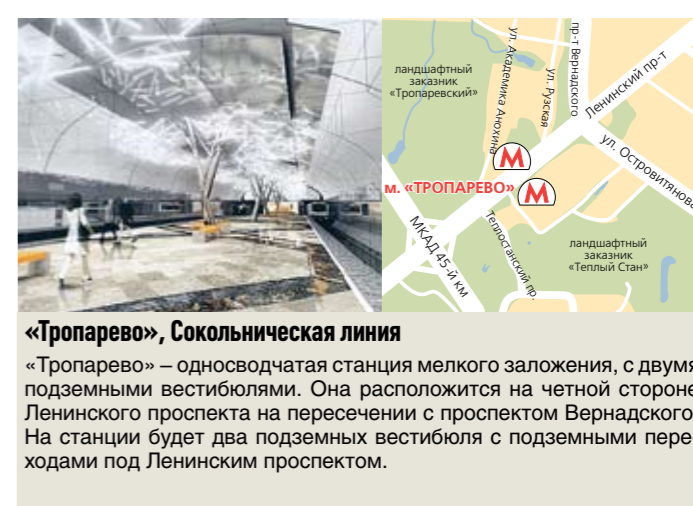 ландшафтный
заказник
«Тропаревский»
ул. Академика Анохина
ул. Рузская
пр-т Вернадского
Ленинский пр-т
ул. Островитянова
М
м. «ТРОПАРЕВО»
М
МКАД 45-й км
Теплостанский пр.
ландшафтный
заказник
«Теплый Стан»
«Тропарево», Сокольническая линия
«Тропарево» – односводчатая станция мелкого заложения, с двумя
подземными вестибюлями. Она расположится на четной стороне
Ленинского проспекта на пересечении с проспектом Вернадского.
На станции будет два подземных вестибюля с подземными пере-
ходами под Ленинским проспектом.